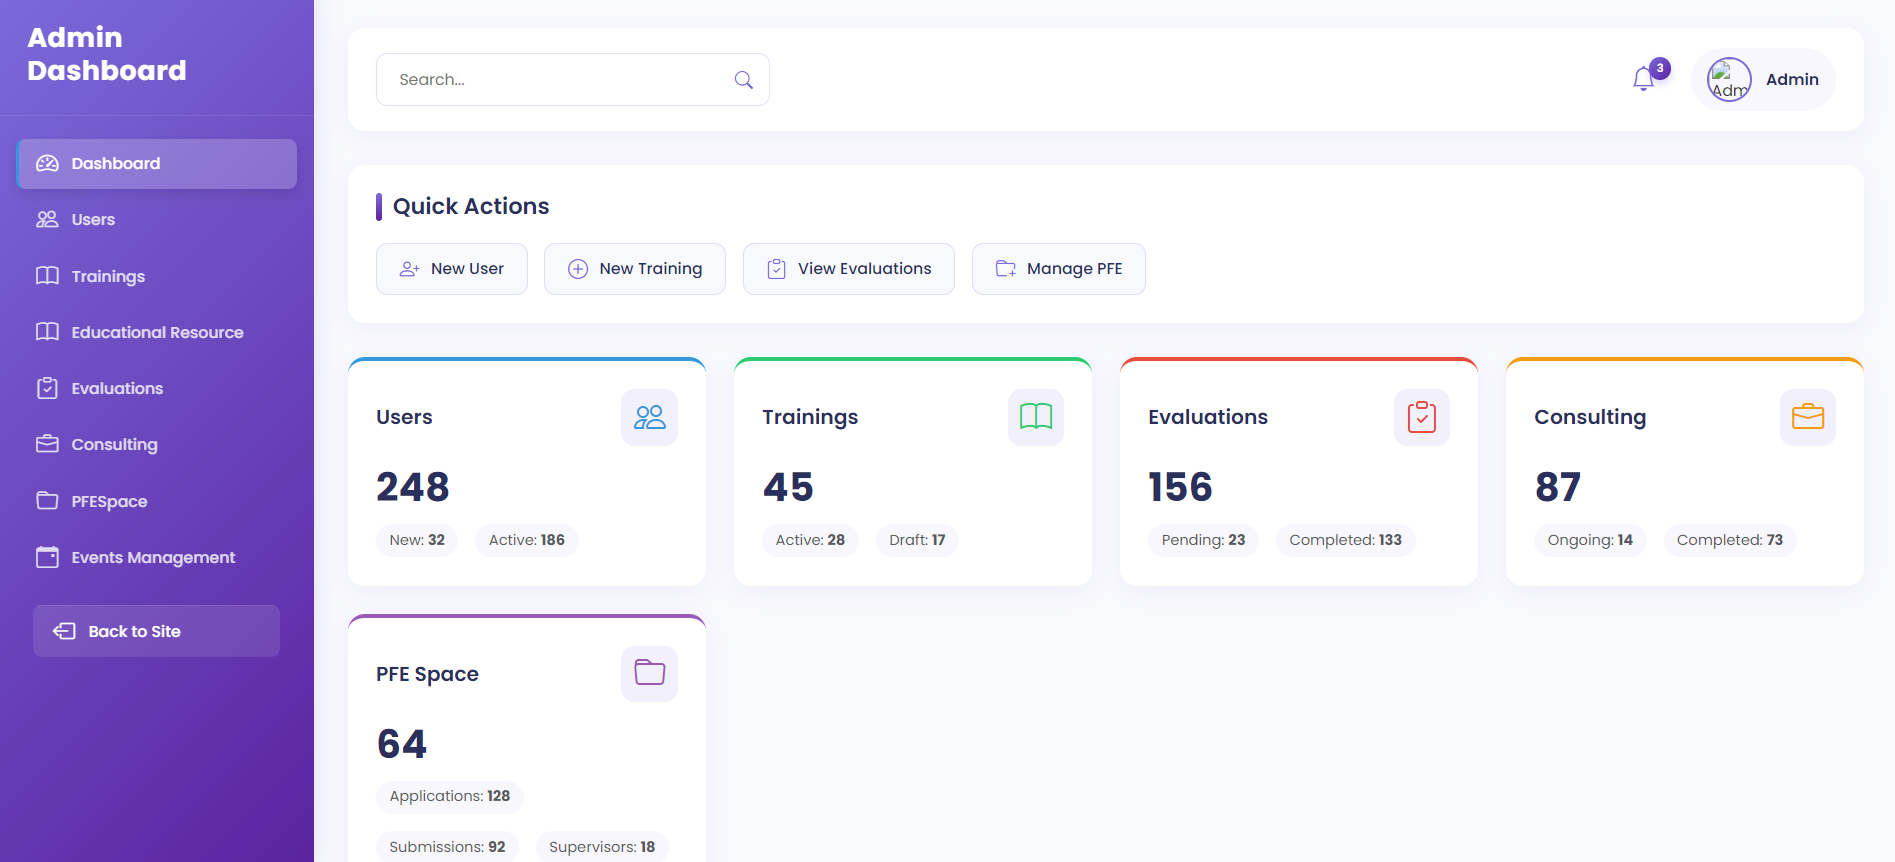 Admin
Dashboard
Dashboard
Users
Trainings
Educational Resource
Evaluations
Consulting
PFESpace
Events Management
Back to Site
Search...
3
Adm
Admin
Quick Actions
New User
New Training
View Evaluations
Manage PFE
Users
248
New: 32
Active: 186
Trainings
45
Active: 28
Draft: 17
Evaluations
156
Pending: 23
Completed: 133
Consulting
87
Ongoing: 14
Completed: 73
PFE Space
64
Applications: 128
Submissions: 92
Supervisors: 18